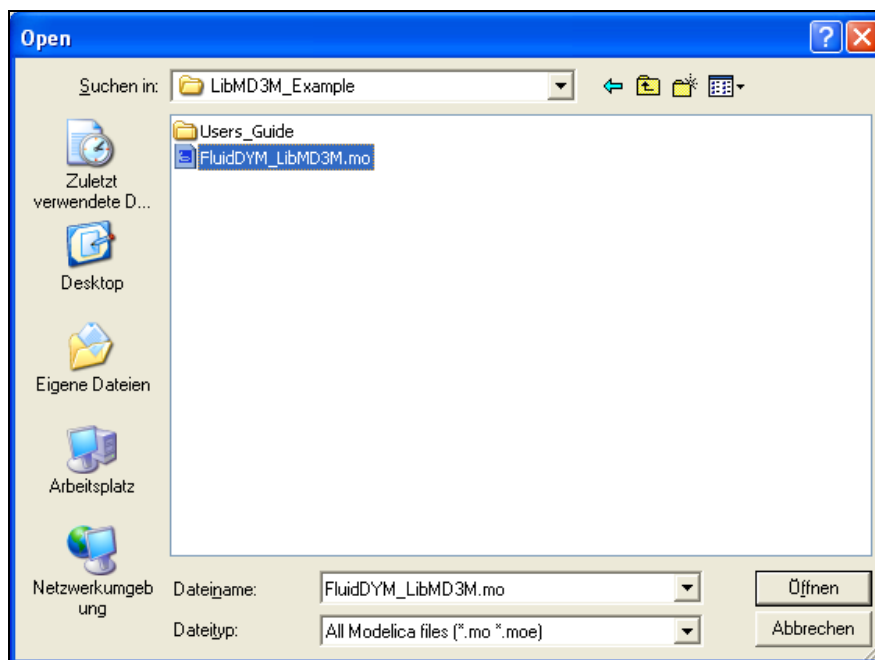 Open
Suchen in:
LibMD3M_Example
Users_Guide
FluidDYM_LibMD3M.mo
Zuletzt
verwendete D...
Desktop
Eigene Dateien
Arbeitsplatz
Netzwerkumgeb
ung
Dateiname:
FluidDYM_LibMD3M.mo
Öffnen
Dateityp:
All Modelica files (*.mo *.moe)
Abbrechen